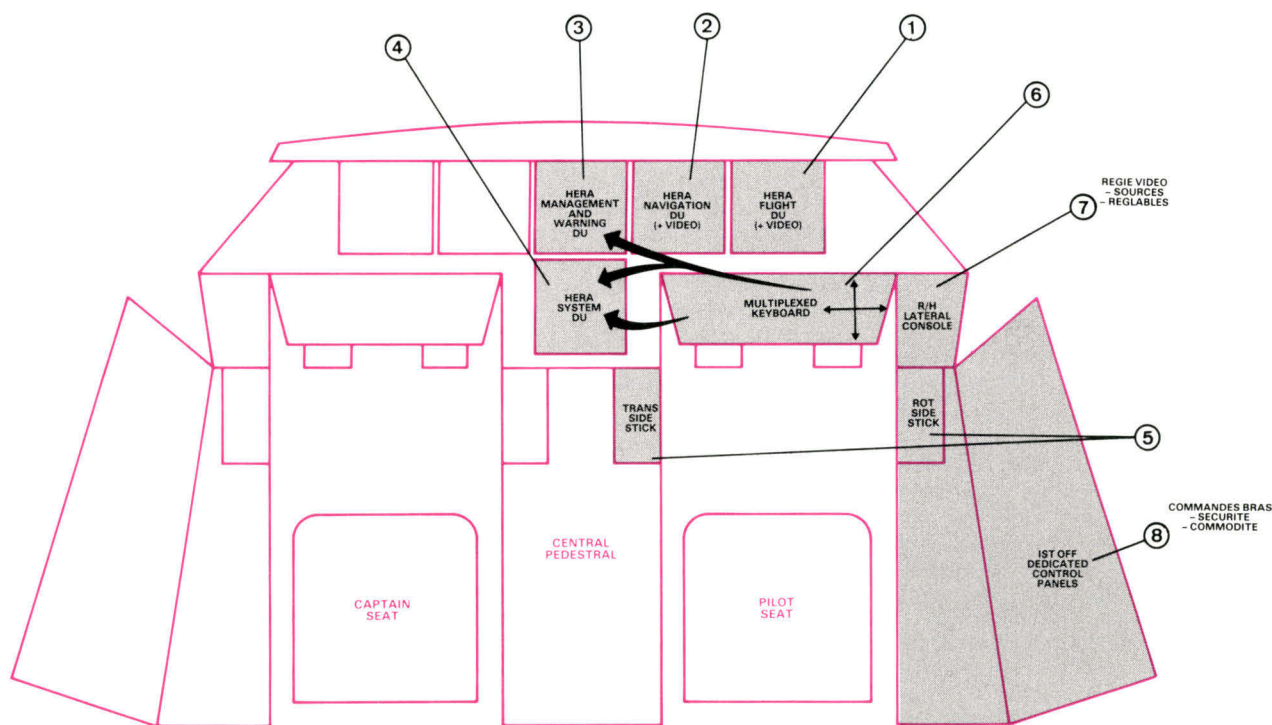 3
2
1
4
6
HERA
MANAGEMENT
AND
WARNING
DU
HERA
NAVIGATION
DU
(+ VIDEO)
HERA
FLIGHT
DU
(+ VIDEO)
REGIE VIDEO
– SOURCES
– REGLABLES
7
HERA
SYSTEM
DU
MULTIPLEXED
KEYBOARD
R/H
LATERAL
CONSOLE
TRANS
SIDE
STICK
ROT
SIDE
STICK
5
COMMANDES BRAS
– SECURITE
– COMMODITE
8
CENTRAL
PEDESTRAL
IST OFF
DEDICATED
CONTROL
PANELS
CAPTAIN
SEAT
PILOT
SEAT